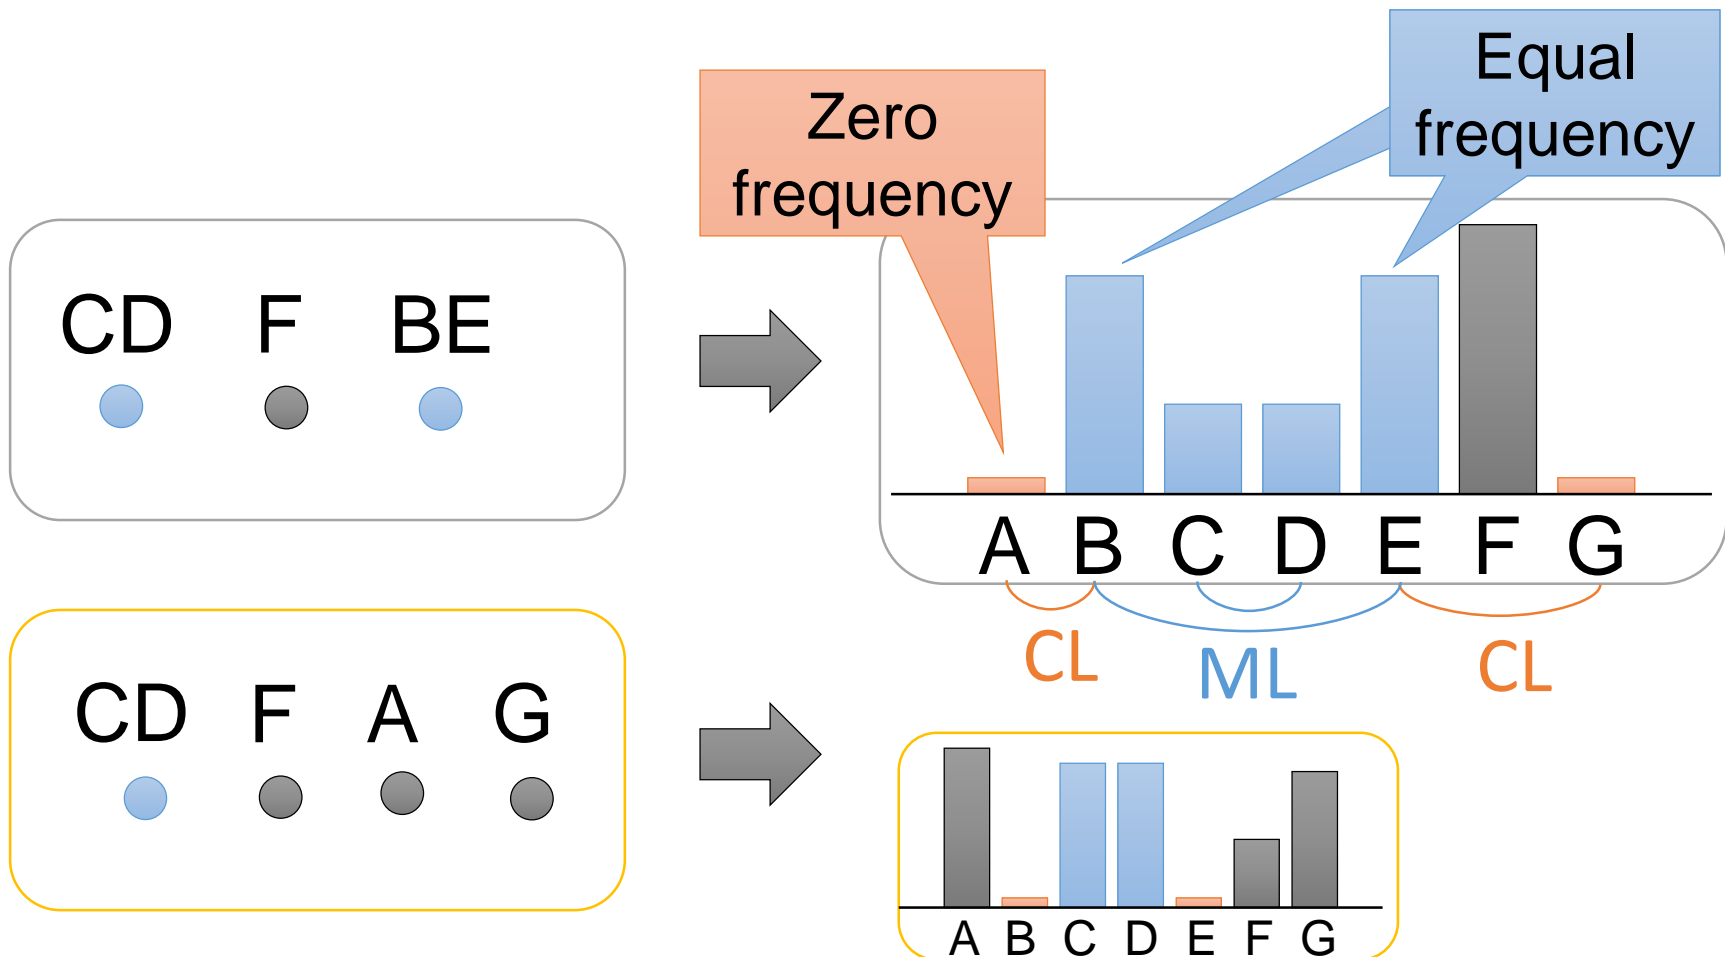 Zero
frequency
Equal
frequency
CD F BE
A B C D E F G
CL ML CL
CD F A G
A B C D E F G